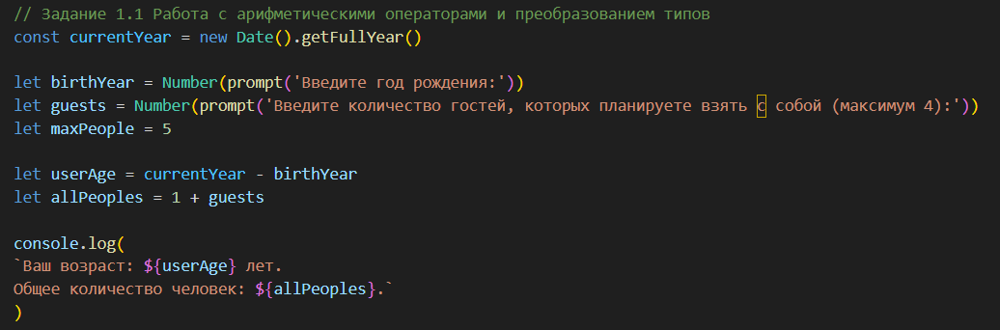 // Задание 1.1 Работа с арифметическими операторами и преобразованием типов
const currentYear = new Date().getFullYear()
let birthYear = Number(prompt('Введите год рождения:'))
let guests = Number(prompt('Введите количество гостей, которых планируете взять с собой (максимум 4):'))
let maxPeople = 5
let userAge = currentYear - birthYear
let allPeoples = 1 + guests
console.log(
`Ваш возраст: ${userAge} лет.
Общее количество человек: ${allPeoples}.`
)